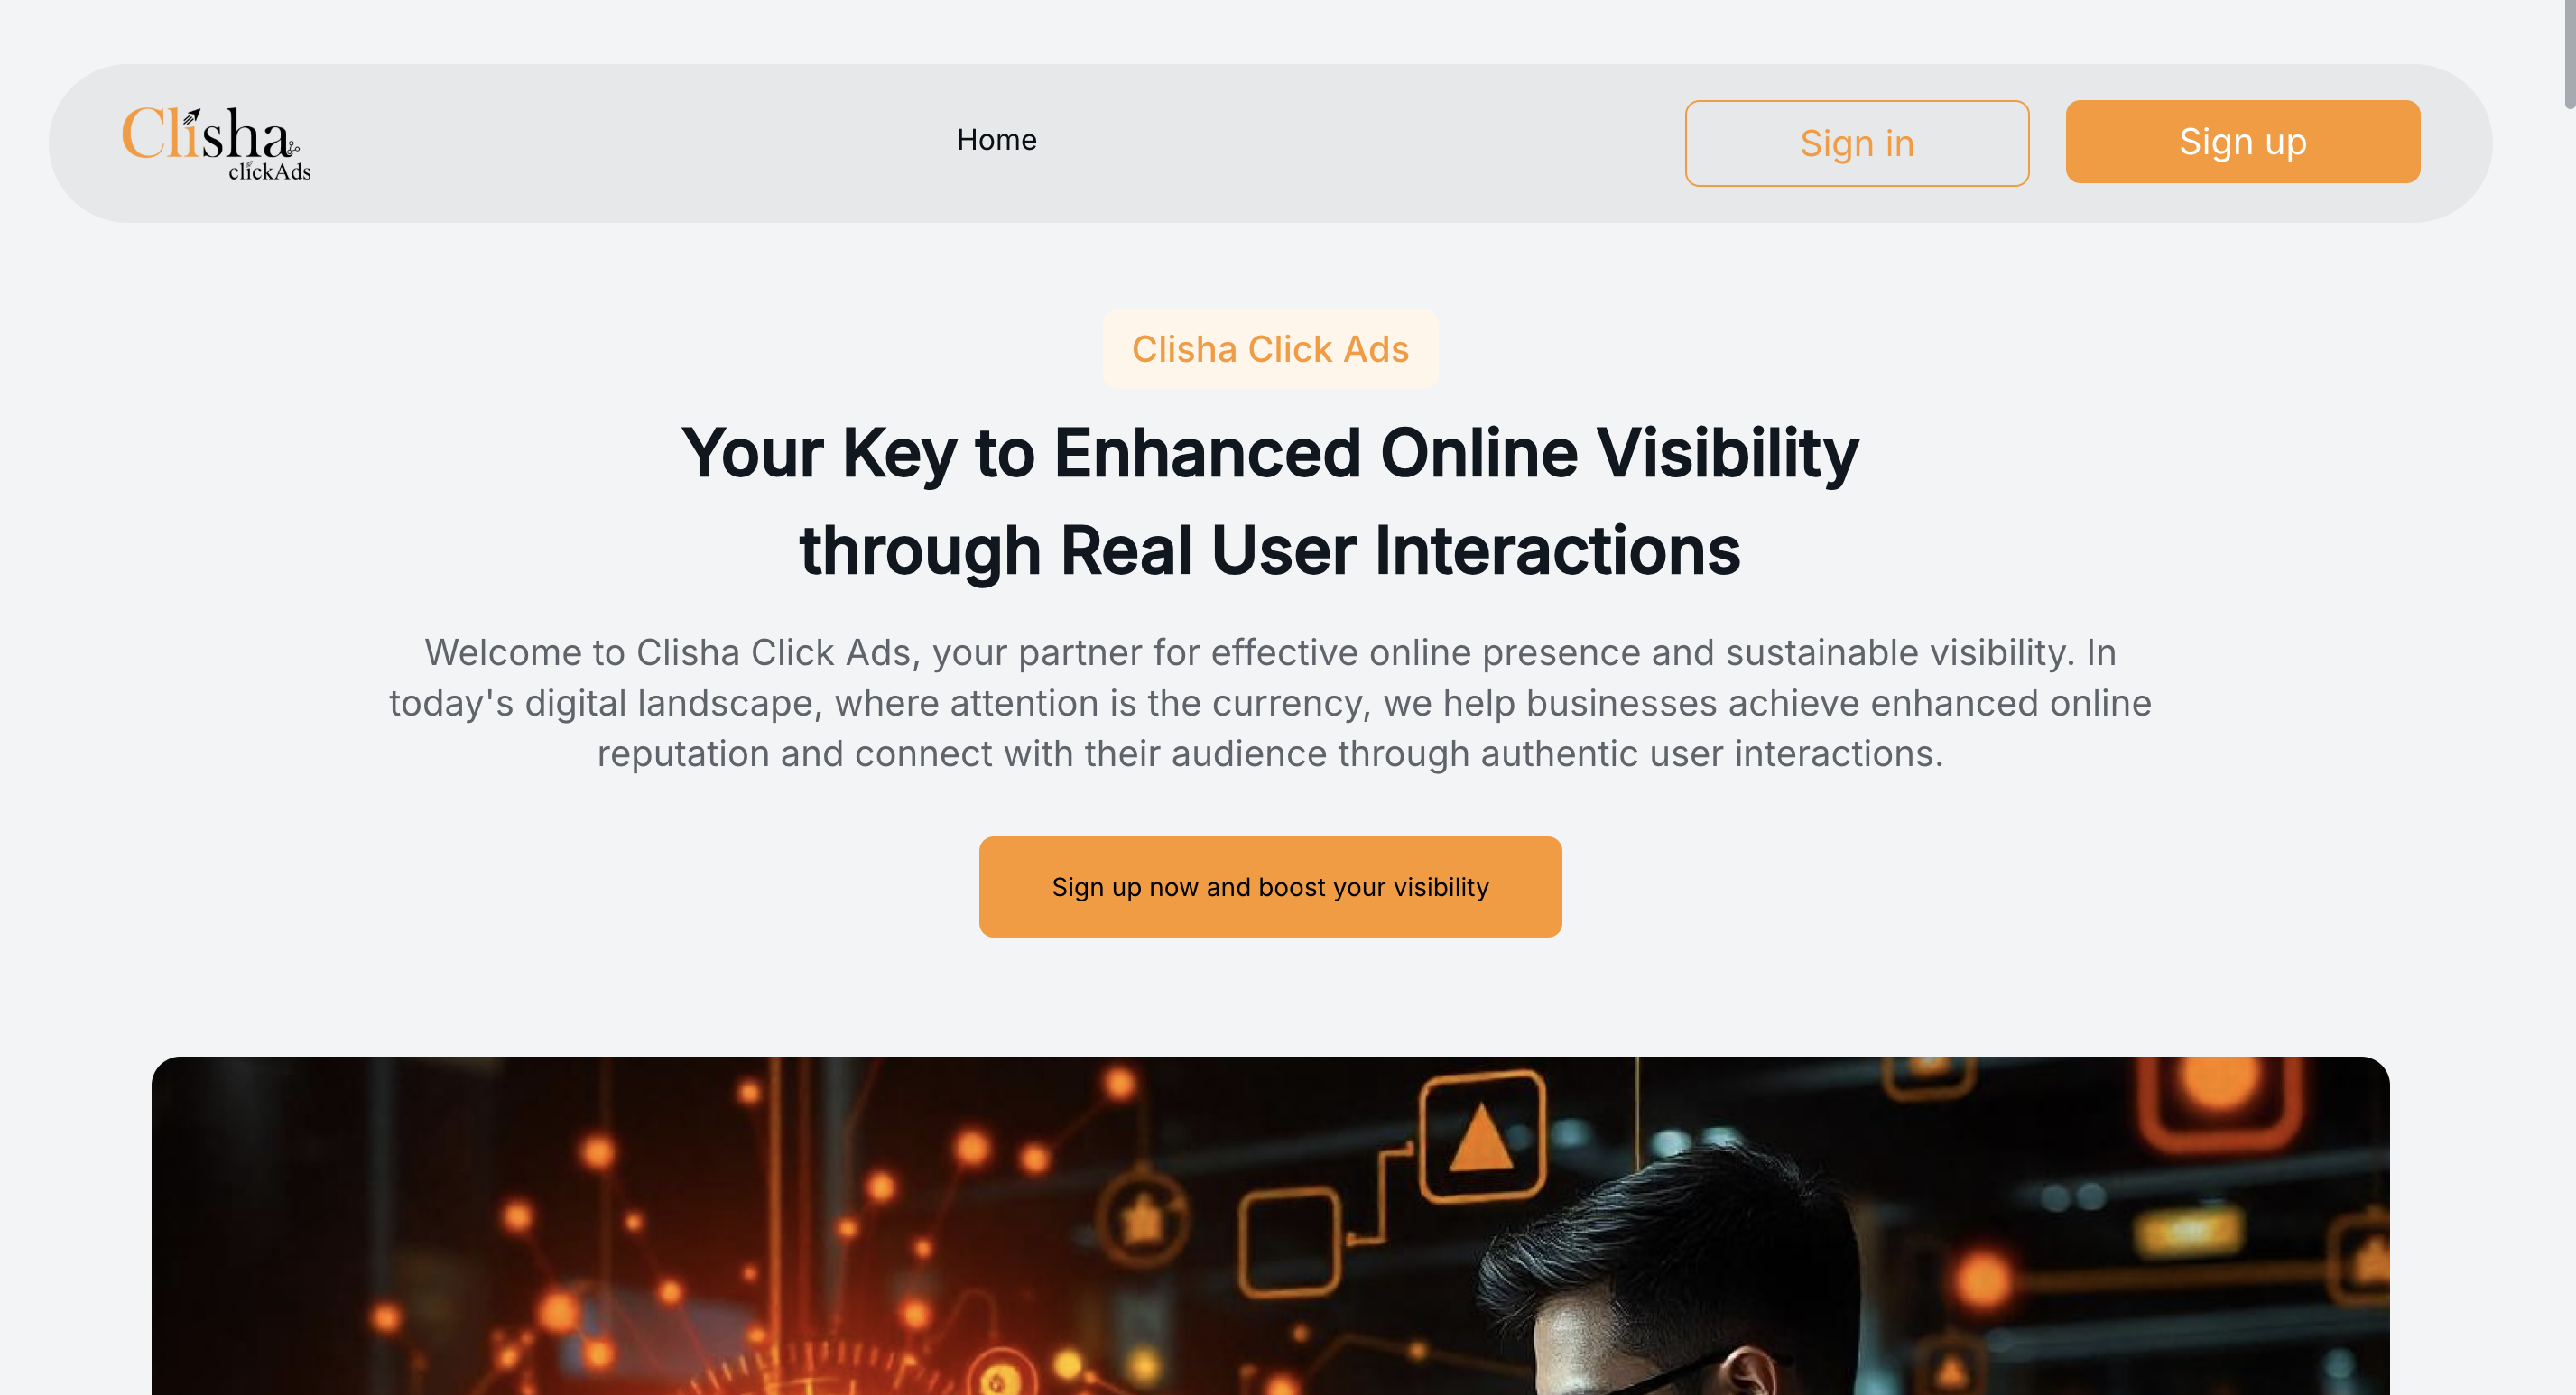 Clisha
clickAds
Home
Sign in
Sign up
Clisha Click Ads
Your Key to Enhanced Online Visibility
through Real User Interactions
Welcome to Clisha Click Ads, your partner for effective online presence and sustainable visibility. In
today's digital landscape, where attention is the currency, we help businesses achieve enhanced online
reputation and connect with their audience through authentic user interactions.
Sign up now and boost your visibility